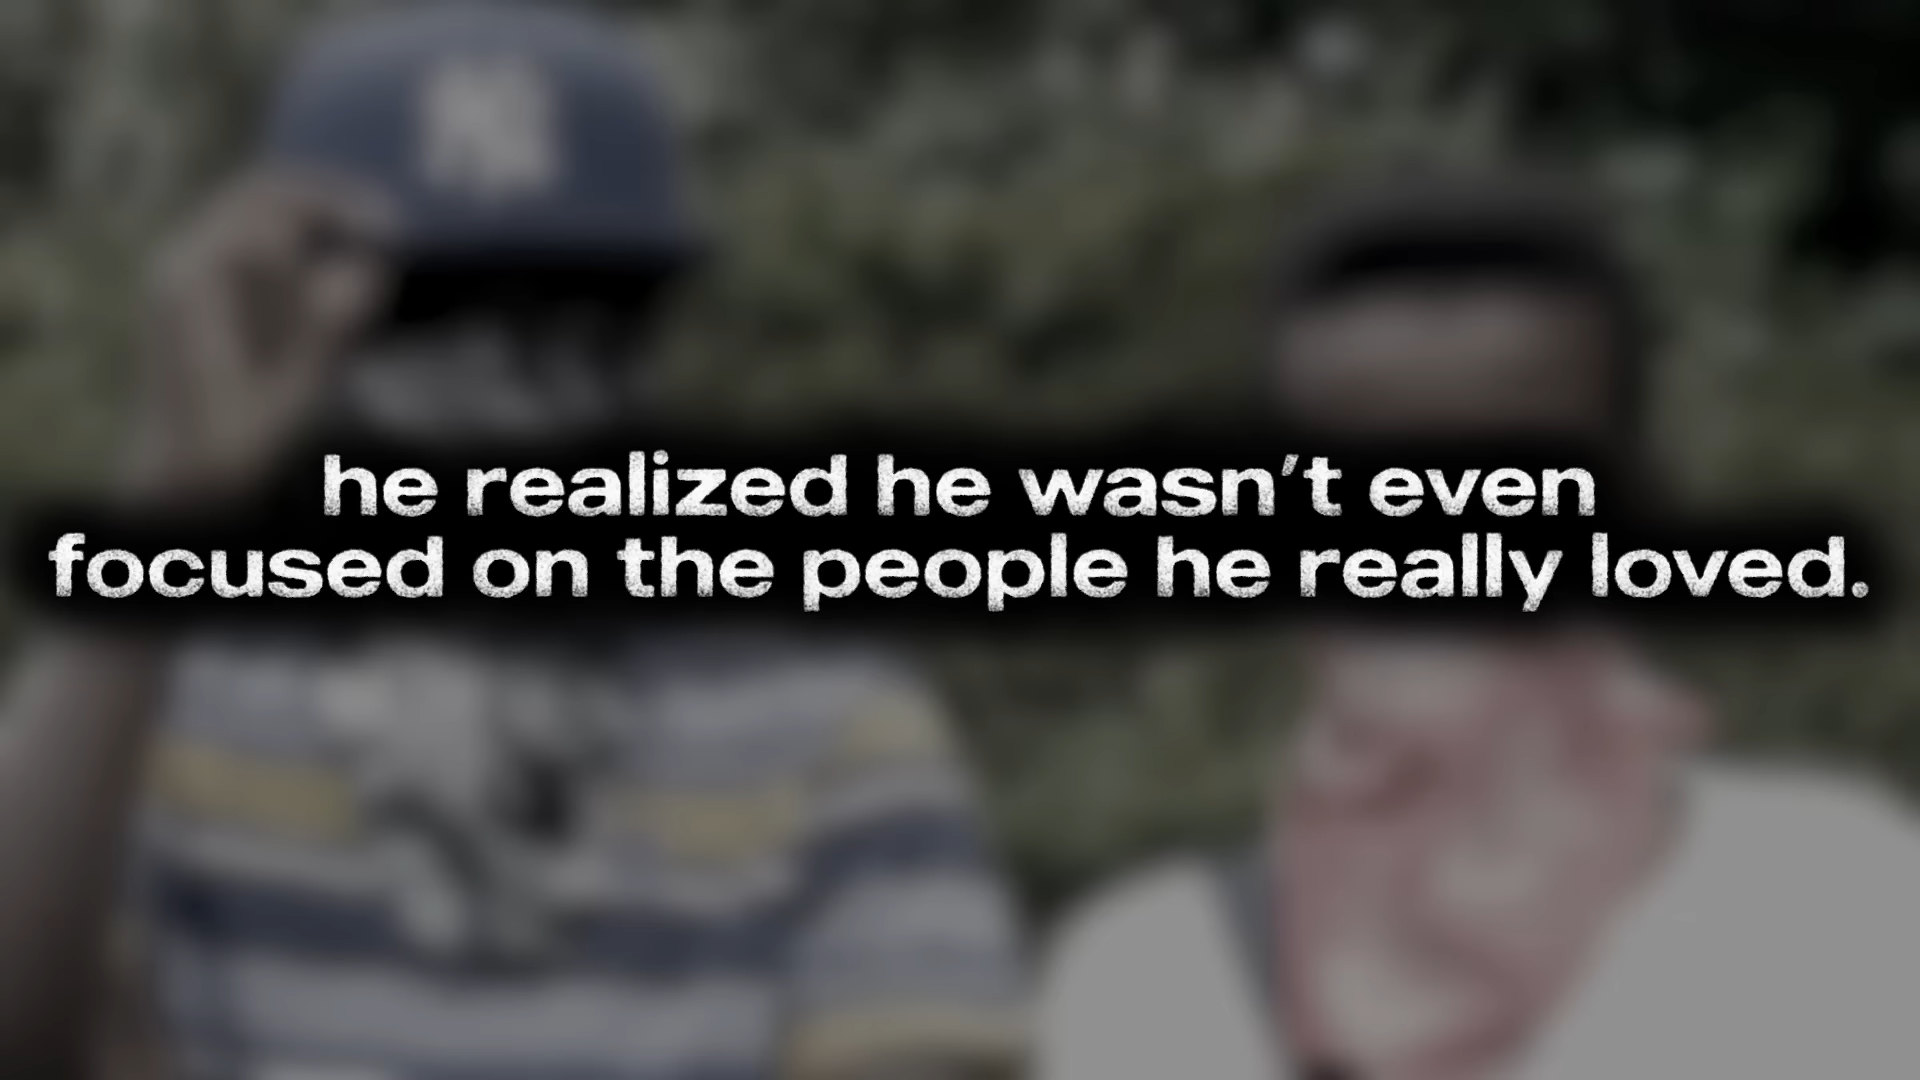 he realized he wasn't even
focused on the people he really loved.